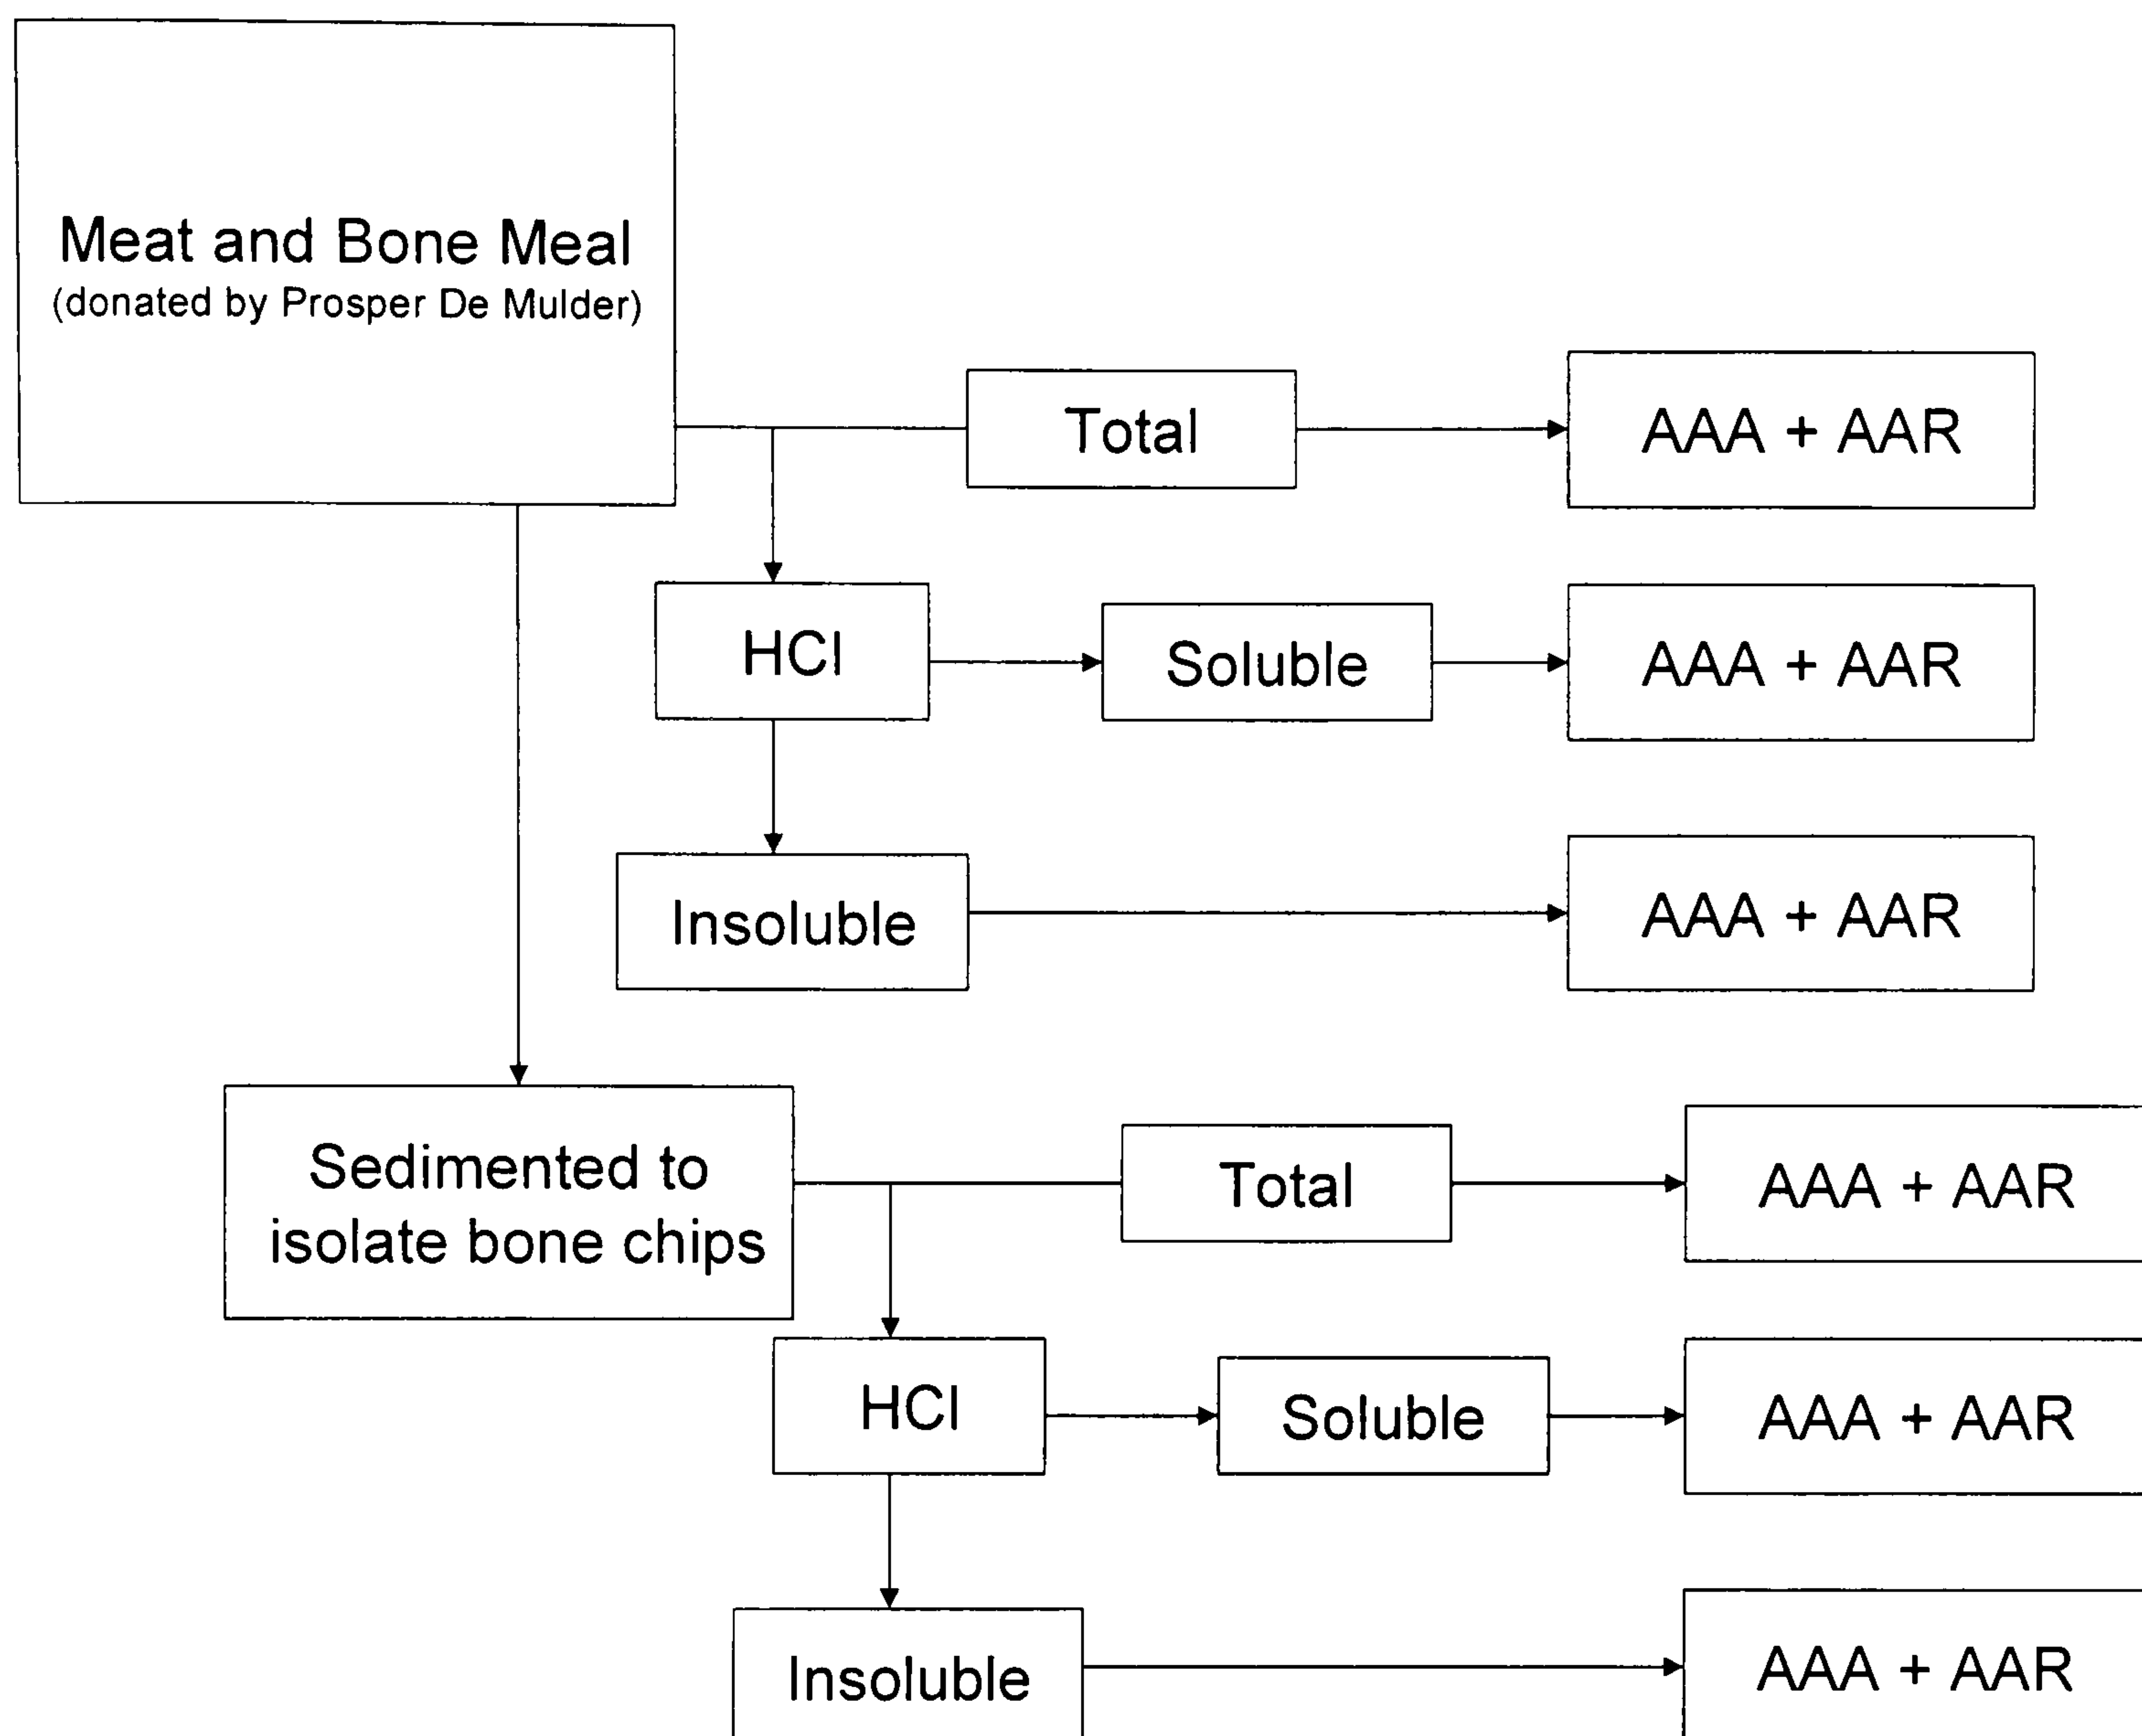 Meat and Bone Meal
(donated by Prosper De Mulder)
Total
AAA + AAR
HCl
Soluble
AAA + AAR
Insoluble
AAA + AAR
Sedimented to
isolate bone chips
Total
AAA + AAR
HCl
Soluble
AAA + AAR
Insoluble
AAA + AAR